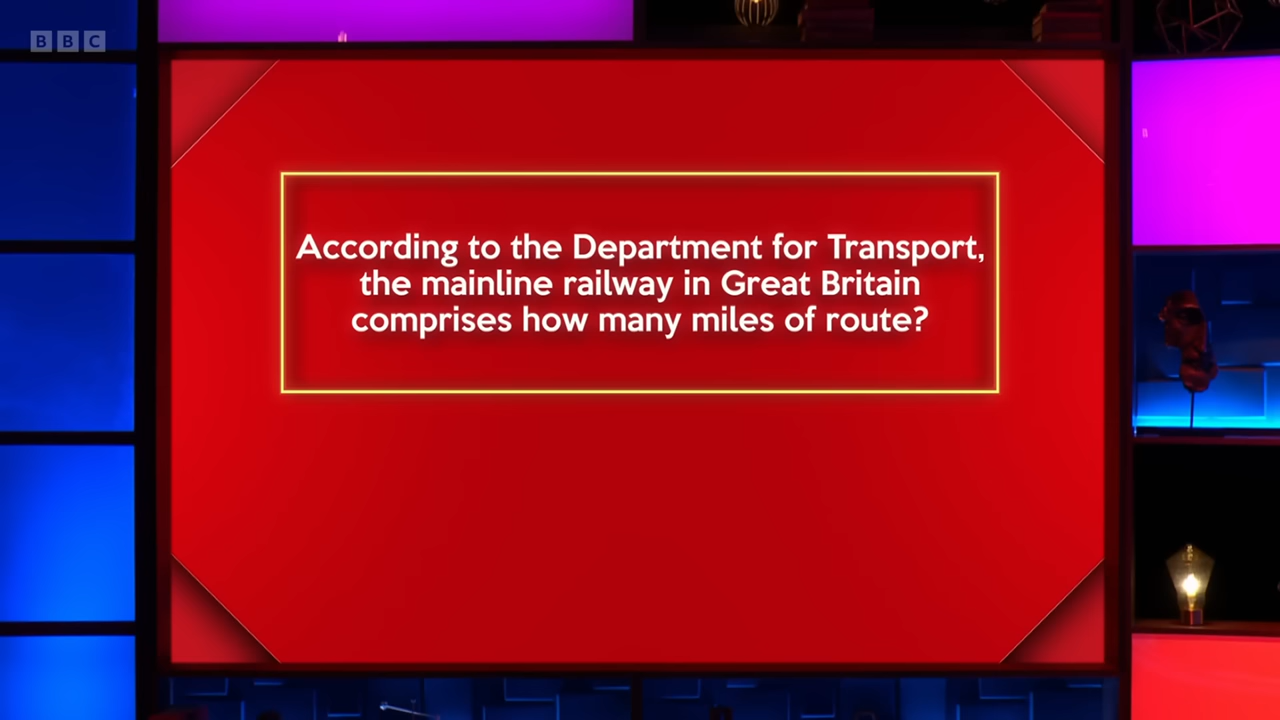 BBC
According to the Department for Transport,
the mainline railway in Great Britain
comprises how many miles of route?